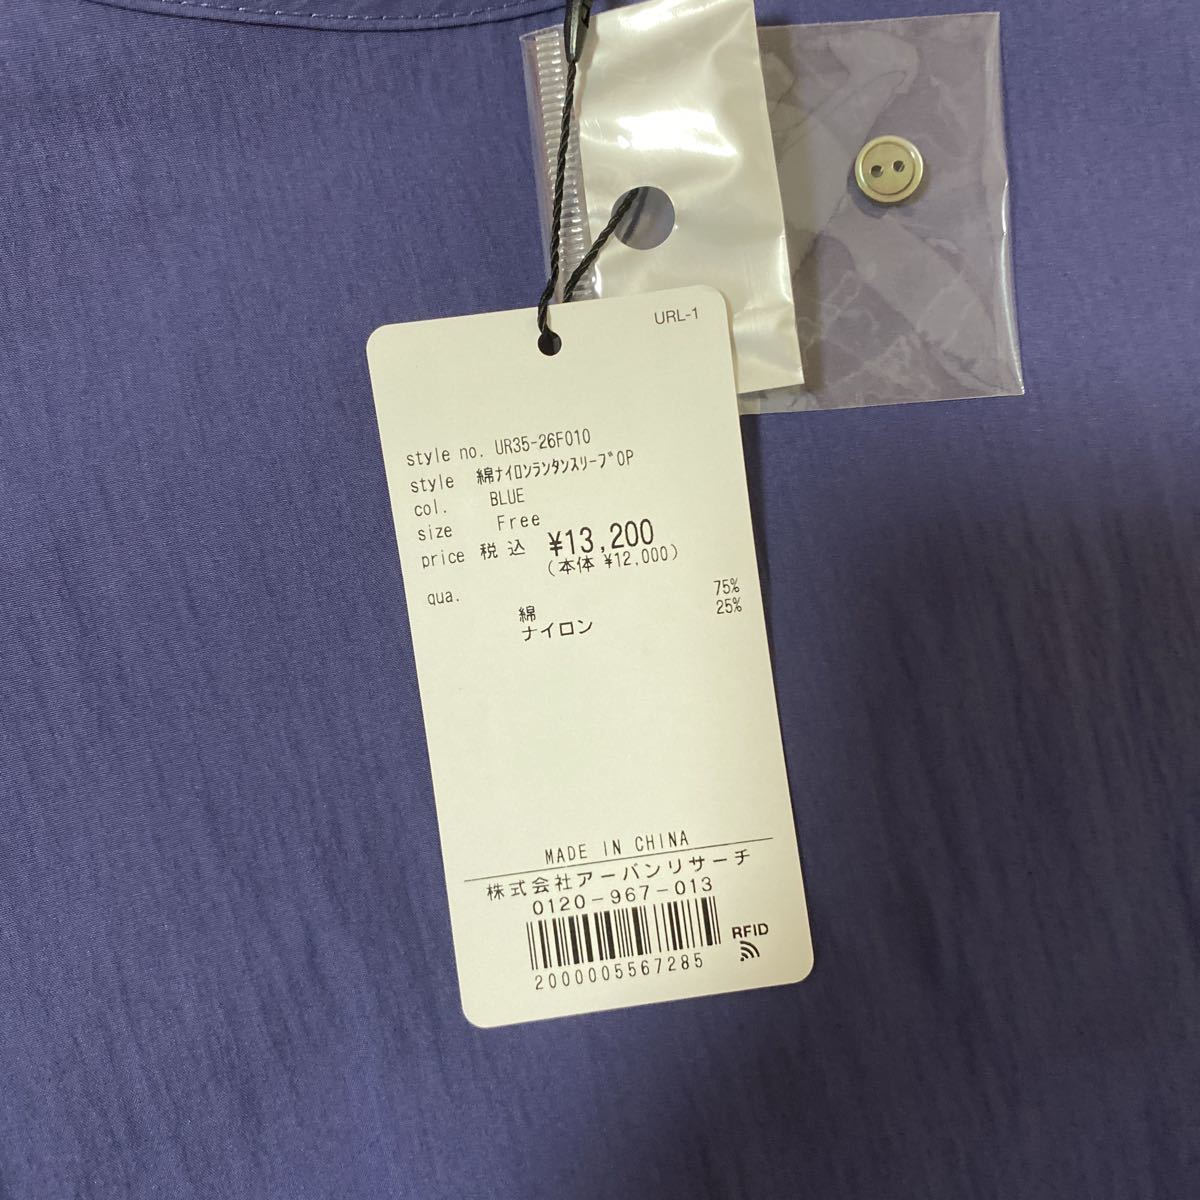 URL-1
style no. UR35-26F010
style 綿ﾅｲﾛﾝﾗﾝﾀﾝｽﾘｰﾌﾞOP
col. BLUE
size Free
price 税込 ¥13,200
(本体 ¥12,000)
qua.
綿 75%
ナイロン 25%
MADE IN CHINA
株式会社アーバンリサーチ
0120-967-013
RFID
2000005567285